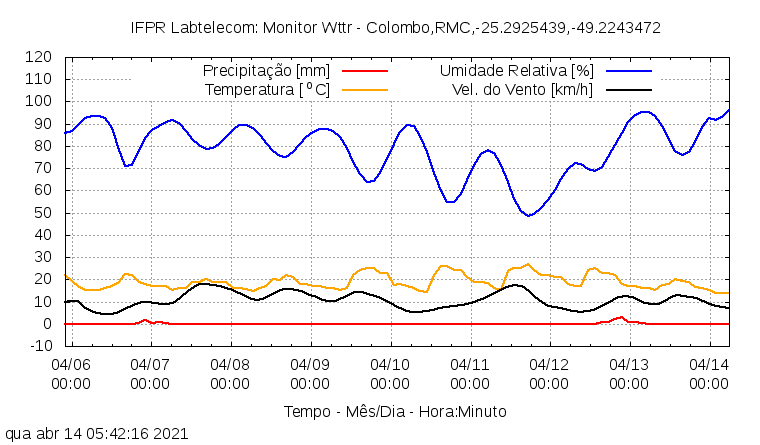 IFPR Labtelecom: Monitor Wttr - Colombo,RMC,-25.2925439,-49.2243472
Precipitação [mm]
Temperatura [⁰C]
Umidade Relativa [%]
Vel. do Vento [km/h]
120
110
100
90
80
70
60
50
40
30
20
10
0
-10
04/06 04/07 04/08 04/09 04/10 04/11 04/12 04/13 04/14
00:00 00:00 00:00 00:00 00:00 00:00 00:00 00:00 00:00
Tempo - Mês/Dia - Hora:Minuto
qua abr 14 05:42:16 2021